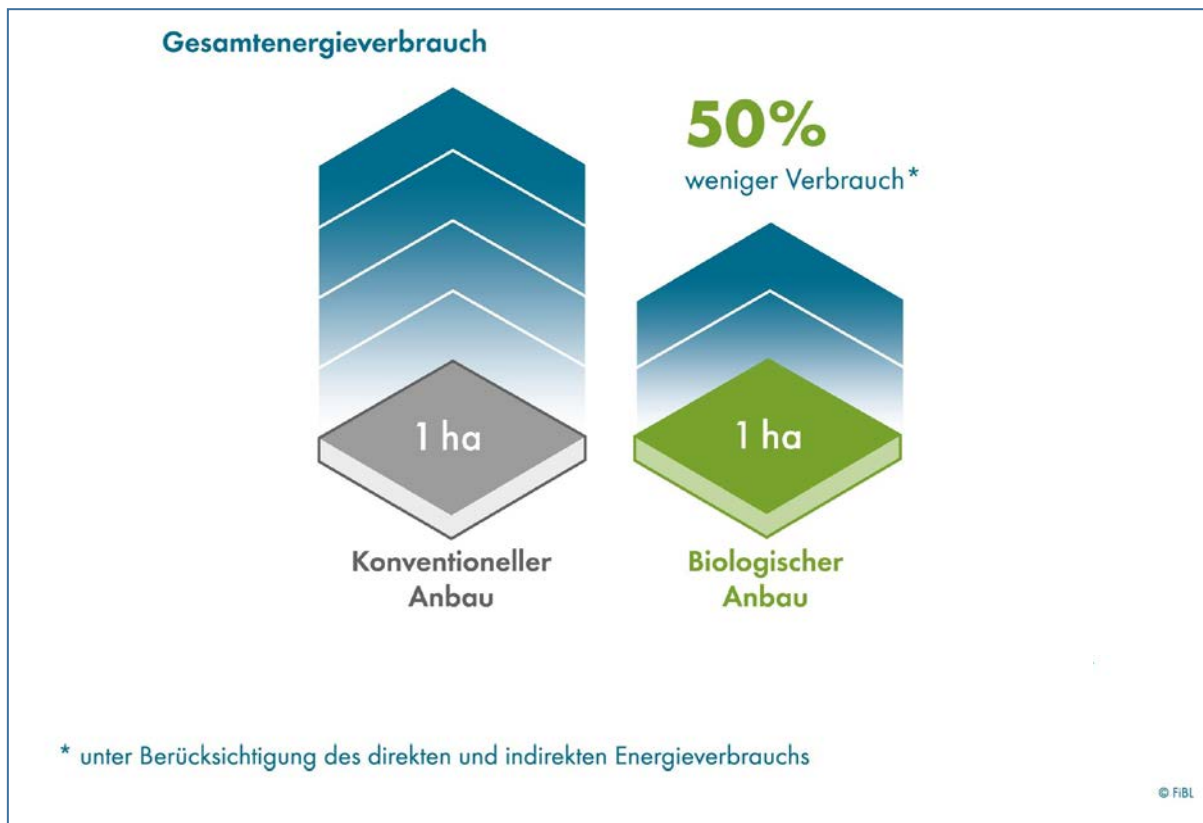 Gesamtenergieverbrauch
50%
weniger Verbrauch*
1 ha
1 ha
Konventioneller
Anbau
Biologischer
Anbau
* unter Berücksichtigung des direkten und indirekten Energieverbrauchs
© FiBL